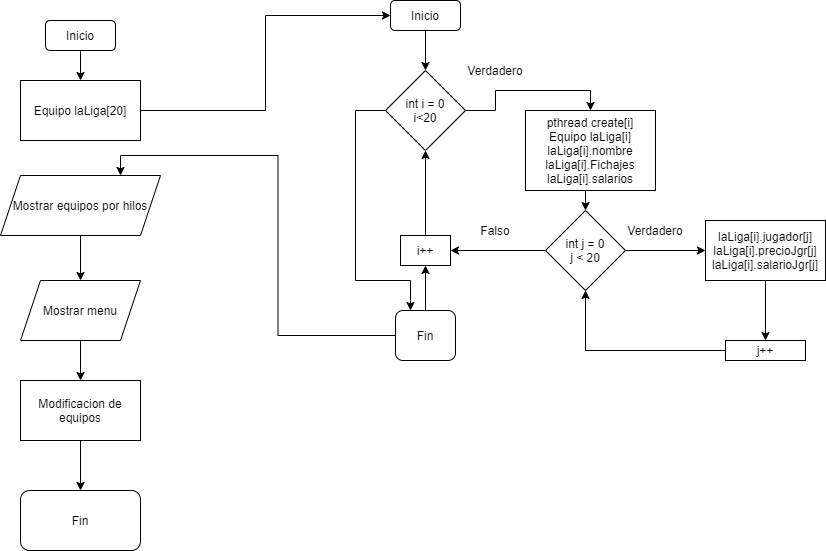 Inicio
Equipo laLiga[20]
Mostrar equipos por hilos
Mostrar menu
Modificacion de
equipos
Fin
Inicio
int i = 0
i<20
Verdadero
pthread create[i]
Equipo laLiga[i]
laLiga[i].nombre
laLiga[i].Fichajes
laLiga[i].salarios
int j = 0
j < 20
Verdadero
laLiga[i].jugador[j]
laLiga[i].precioJgr[j]
laLiga[i].salarioJgr[j]
j++
Falso
i++
Fin